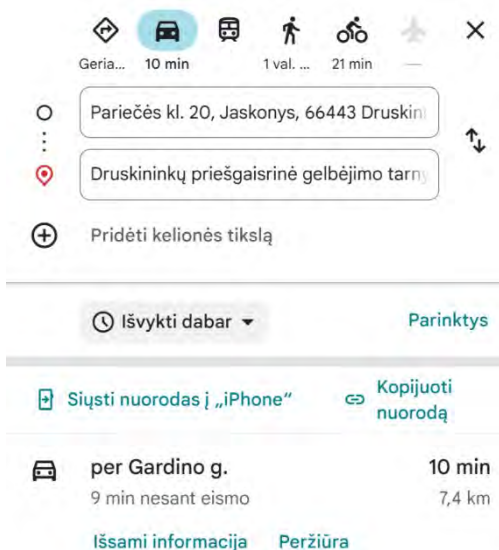 Geria... 10 min 1 val. ... 21 min —
Pariečės kl. 20, Jaskonys, 66443 Druskin
Druskininkų priešgaisrinė gelbėjimo tarny
Pridėti kelionės tikslą
Išvykti dabar Parinktys
Siųsti nuorodas į „iPhone“ Kopijuoti
nuorodą
per Gardino g. 10 min
9 min nesant eismo 7,4 km
Išsami informacija Peržiūra